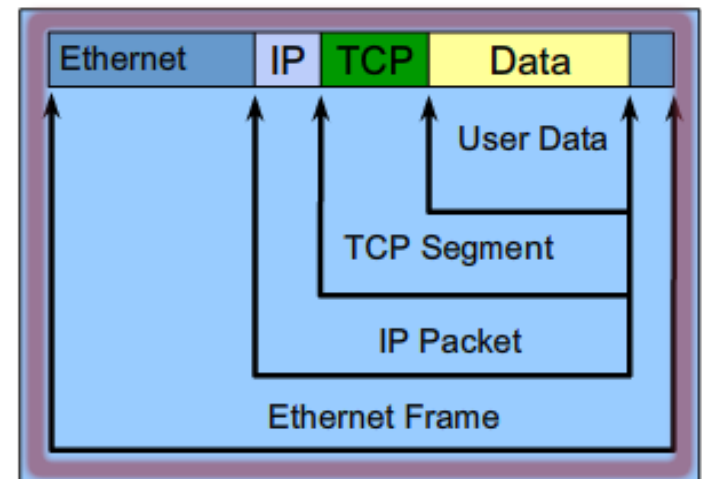 Ethernet IP TCP Data
User Data
TCP Segment
IP Packet
Ethernet Frame